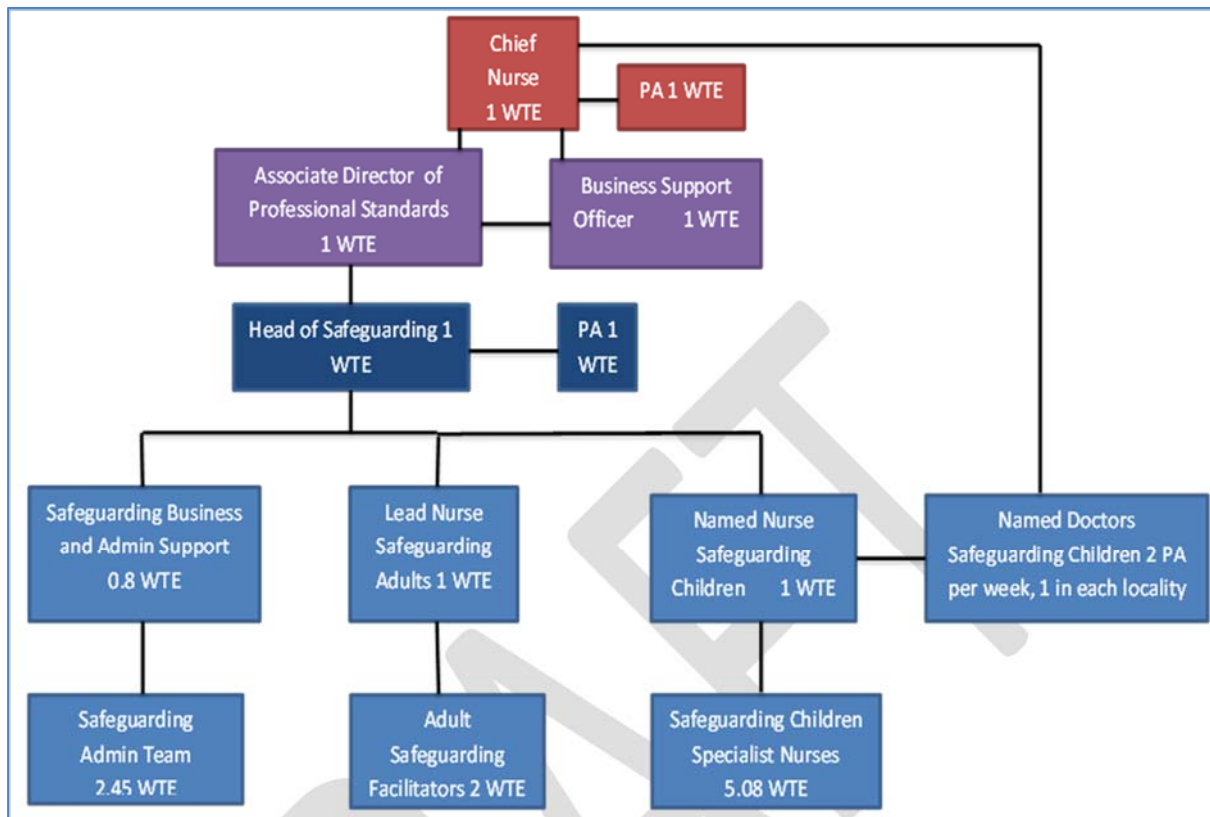 Chief
Nurse
1 WTE
PA 1 WTE
Associate Director of
Professional Standards
1 WTE
Business Support
Officer 1 WTE
Head of Safeguarding 1
WTE
PA 1
WTE
Safeguarding Business
and Admin Support
0.8 WTE
Lead Nurse
Safeguarding
Adults 1 WTE
Named Nurse
Safeguarding
Children 1 WTE
Named Doctors
Safeguarding Children 2 PA
per week, 1 in each locality
Safeguarding
Admin Team
2.45 WTE
Adult
Safeguarding
Facilitators 2 WTE
Safeguarding Children
Specialist Nurses
5.08 WTE